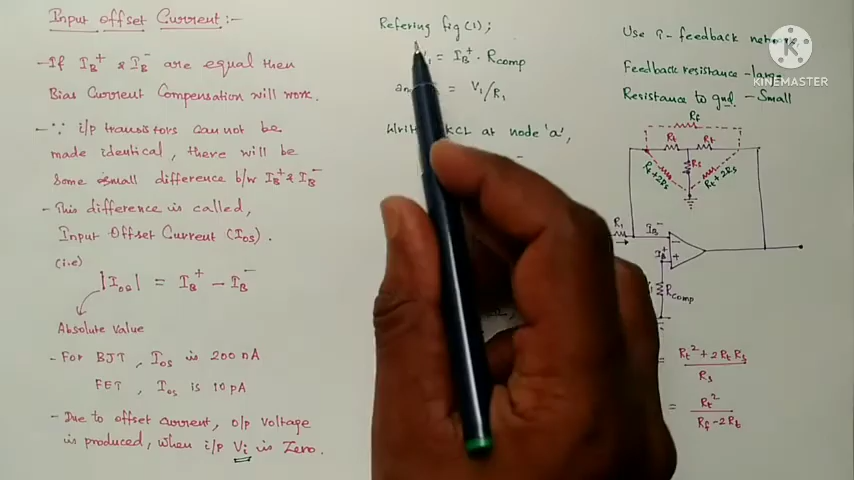 Input offset Current:-
-If IB+ & IB- are equal then
Bias Current Compensation will work.
-∵ i/p transistors can not be
made identical, there will be
Some small difference b/w IB+ & IB-
-This difference is called,
Input Offset Current (Ios).
(i.e)
|Ios| = IB+ - IB-
Absolute value
-For BJT, Ios is 200 nA
FET, Ios is 10 pA
-Due to offset current, o/p voltage
is produced, when i/p Vi is Zero.
Refering fig(1);
= IB+ . Rcomp
= V1/R1
KCL at node 'a',
Use T-feedback
Feedback resistance -
Resistance to gnd - Small
KINEMASTER
Rf
Rt
Rt
Rs
Rt+2Rs
Rt+2Rs
R1
IB-
IB+
Rcomp
= Rt²+2Rt Rs
Rs
= Rt²
Rf-2Rt